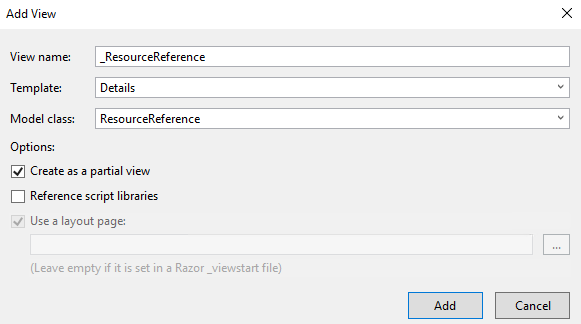 Add View
View name: _ResourceReference
Template: Details
Model class: ResourceReference
Options:
Create as a partial view
Reference script libraries
Use a layout page:
...
(Leave empty if it is set in a Razor _viewstart file)
Add Cancel